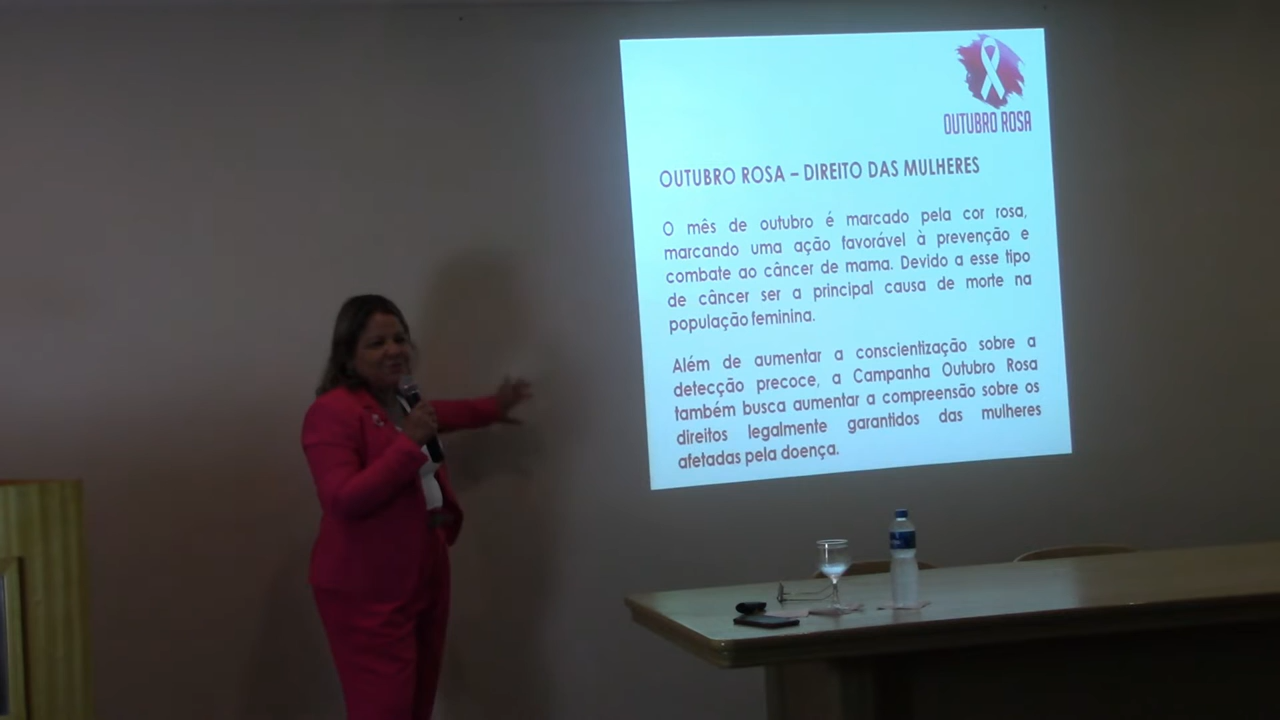 OUTUBRO ROSA
OUTUBRO ROSA – DIREITO DAS MULHERES
O mês de outubro é marcado pela cor rosa,
marcando uma ação favorável à prevenção e
combate ao câncer de mama. Devido a esse tipo
de câncer ser a principal causa de morte na
população feminina.
Além de aumentar a conscientização sobre a
detecção precoce, a Campanha Outubro Rosa
também busca aumentar a compreensão sobre os
direitos legalmente garantidos das mulheres
afetadas pela doença.